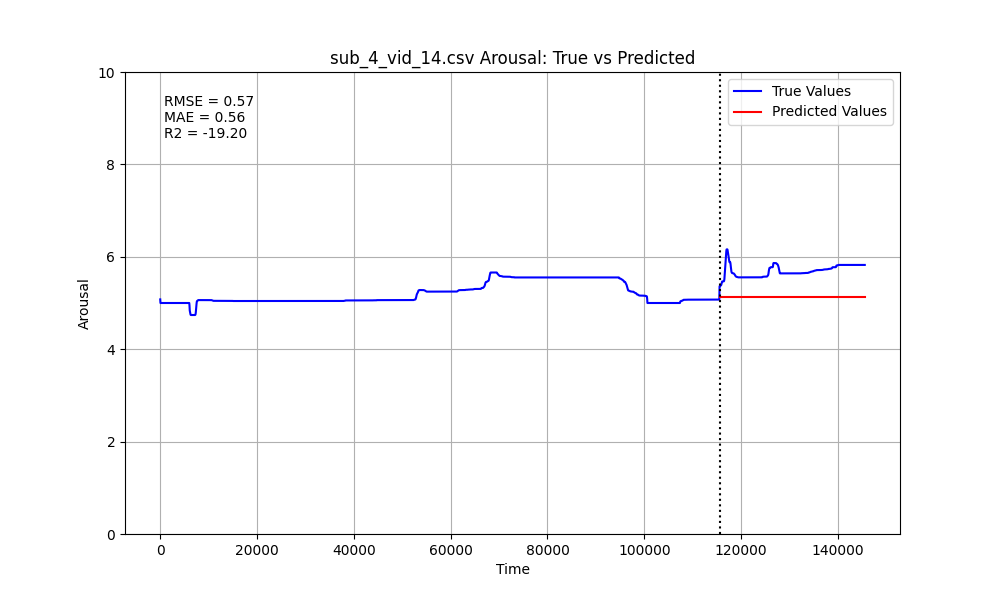 sub_4_vid_14.csv Arousal: True vs Predicted
RMSE = 0.57
MAE = 0.56
R2 = -19.20
True Values
Predicted Values
10
8
6
4
2
0
Arousal
0
20000
40000
60000
80000
100000
120000
140000
Time